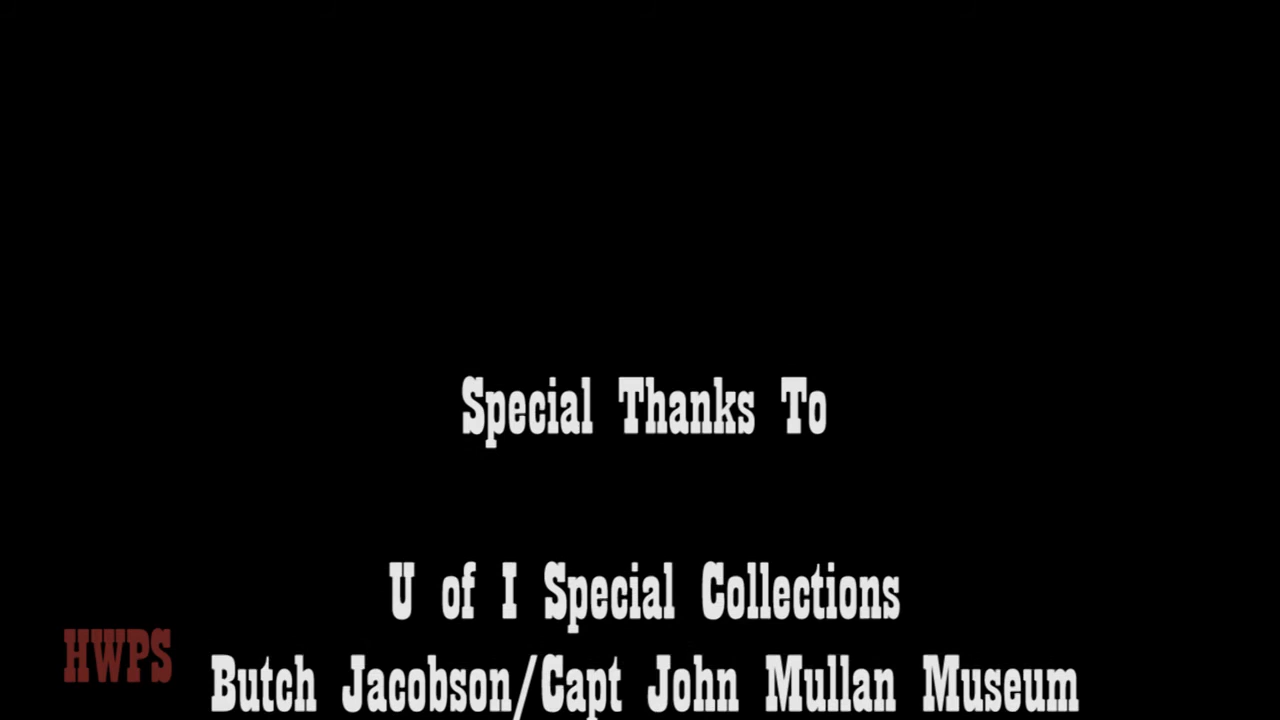 Special Thanks To
U of I Special Collections
HWPS
Butch Jacobson/Capt John Mullan Museum